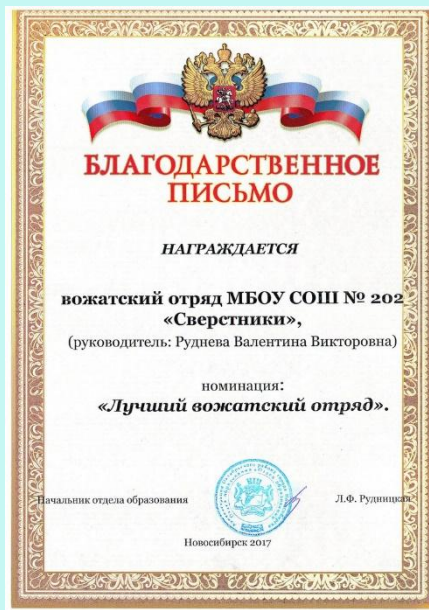 БЛАГОДАРСТВЕННОЕ
ПИСЬМО
НАГРАЖДАЕТСЯ
вожатский отряд МБОУ СОШ № 202
«Сверстники»,
(руководитель: Руднева Валентина Викторовна)
номинация:
«Лучший вожатский отряд».
Начальник отдела образования Л.Ф. Рудницкая
Новосибирск 2017